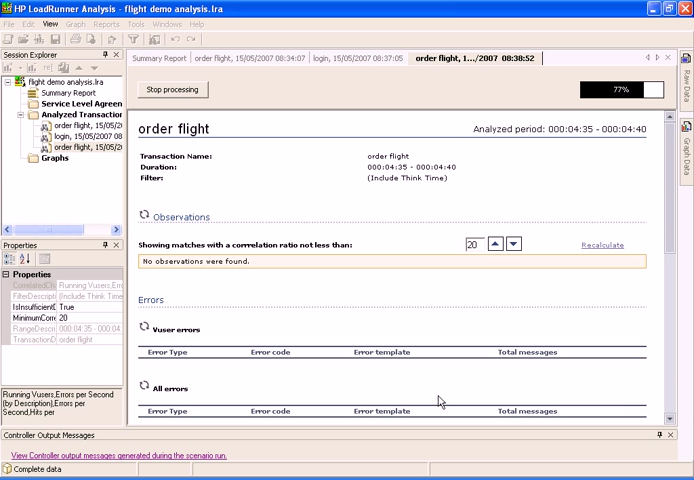 HP LoadRunner Analysis - flight demo analysis.lra
File Edit View Graph Reports Tools Windows Help
Session Explorer
flight demo analysis.lra
Summary Report
Service Level Agreen
Analyzed Transaction
order flight, 15/05/20
login, 15/05/2007 08
order flight, 15/05/20
Graphs
Properties
Properties
CorrelatedCh Running Vusers,Err
FilterDescripti (Include Think Time)
IsInsufficientD True
MinimumCorre 20
RangeDescri 000:04:35 - 000:04:
TransactionD order flight
Running Vusers,Errors per Second
(by Description),Errors per
Second,Hits per
Summary Report order flight, 15/05/2007 08:34:07 login, 15/05/2007 08:37:05 order flight, 1.../2007 08:38:52
Stop processing 77%
order flight Analyzed period: 000:04:35 - 000:04:40
Transaction Name: order flight
Duration: 000:04:35 - 000:04:40
Filter: (Include Think Time)
Observations
Showing matches with a corrrelation ratio not less than: 20 Recalculate
No observations were found.
Errors
Vuser errors
Error Type Error code Error template Total messages
All errors
Error Type Error code Error template Total messages
Raw Data
Graph Data
Controller Output Messages
View Controller output messages generated during the scenario run.
Complete data